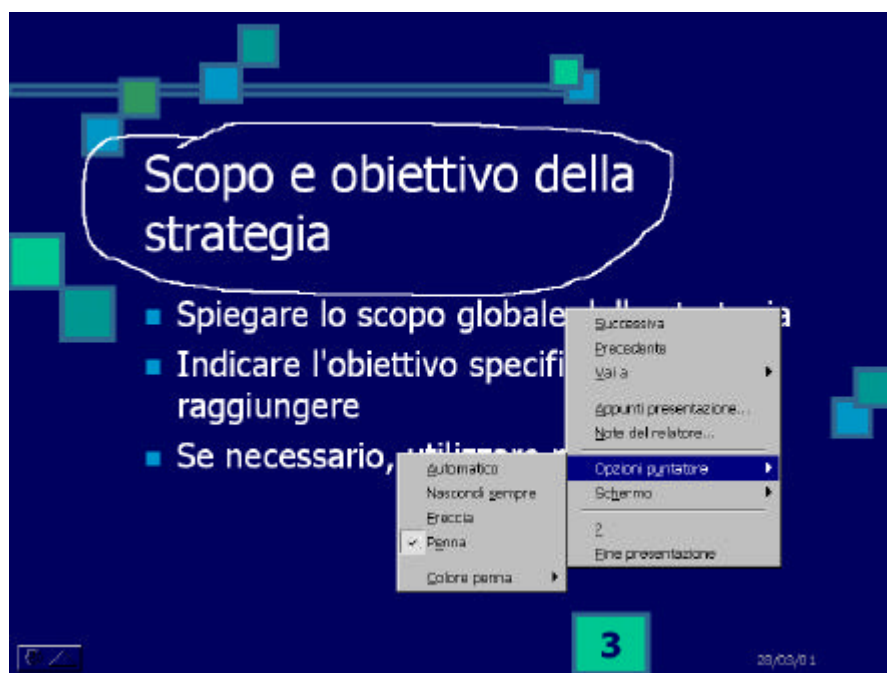 Scopo e obiettivo della
strategia
Spiegare lo scopo globale
Indicare l'obiettivo specifi
raggiungere
Se necessario, utilizzare
Successiva
Precedente
Vai a
Appunti presentazione...
Note del relatore...
Opzioni puntatore
Schermo
?
Fine presentazione
Automatico
Nascondi sempre
Freccia
Penna
Colore penna
3
28/03/01